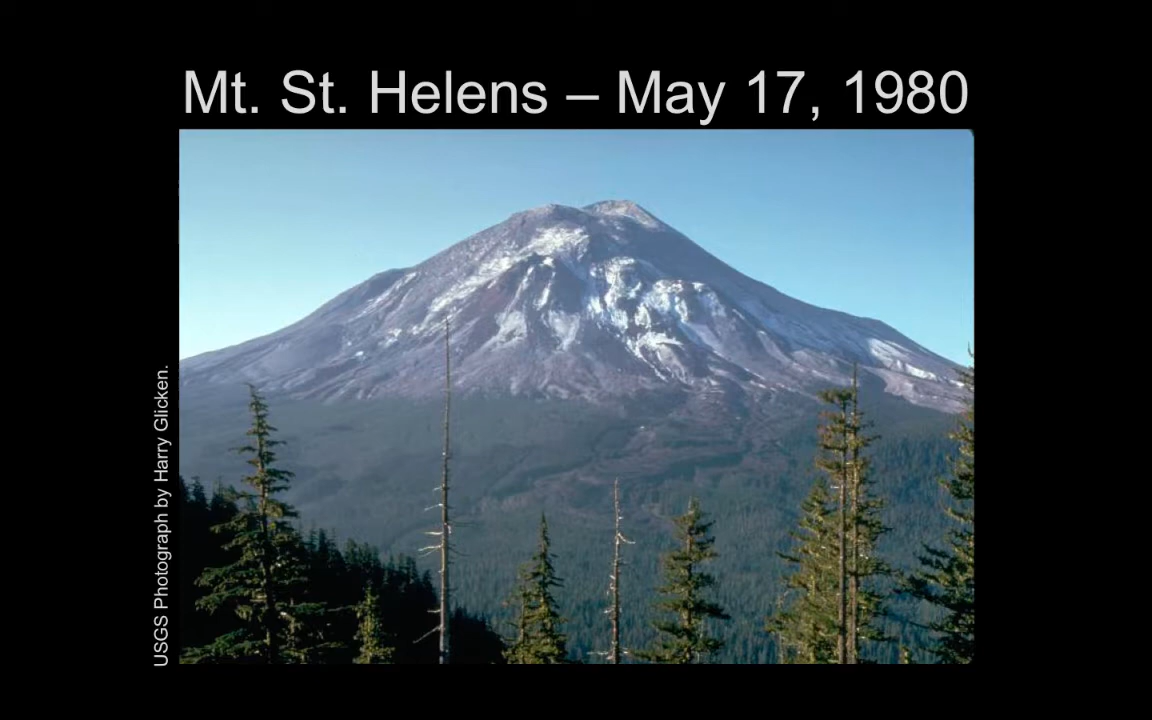 Mt. St. Helens – May 17, 1980
USGS Photograph by Harry Glicken.